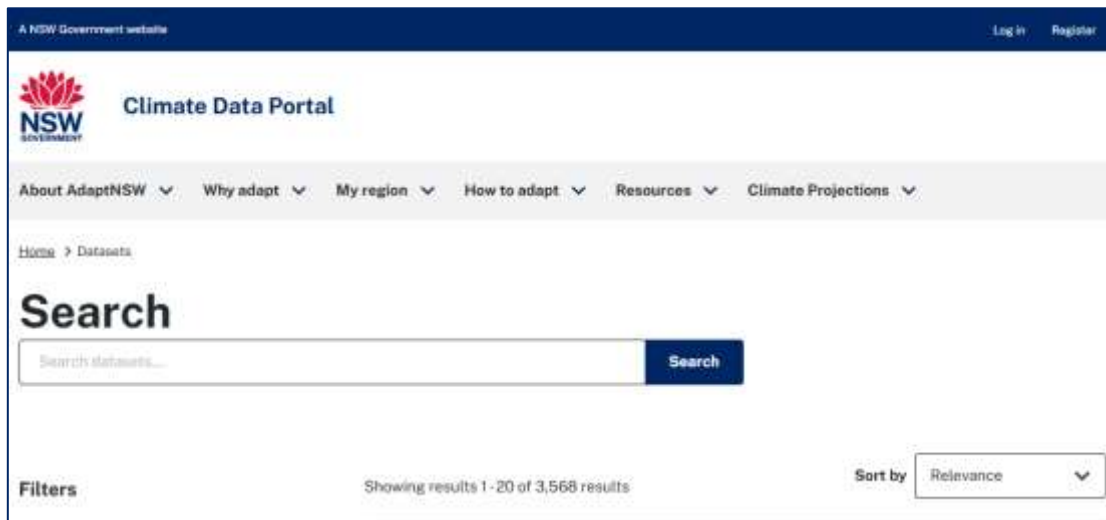 A NSW Government website Log in Register
NSW
GOVERNMENT
Climate Data Portal
About AdaptNSW Why adapt My region How to adapt Resources Climate Projections
Home > Datasets
Search
Search datasets... Search
Filters Showing results 1 - 20 of 3,568 results Sort by Relevance